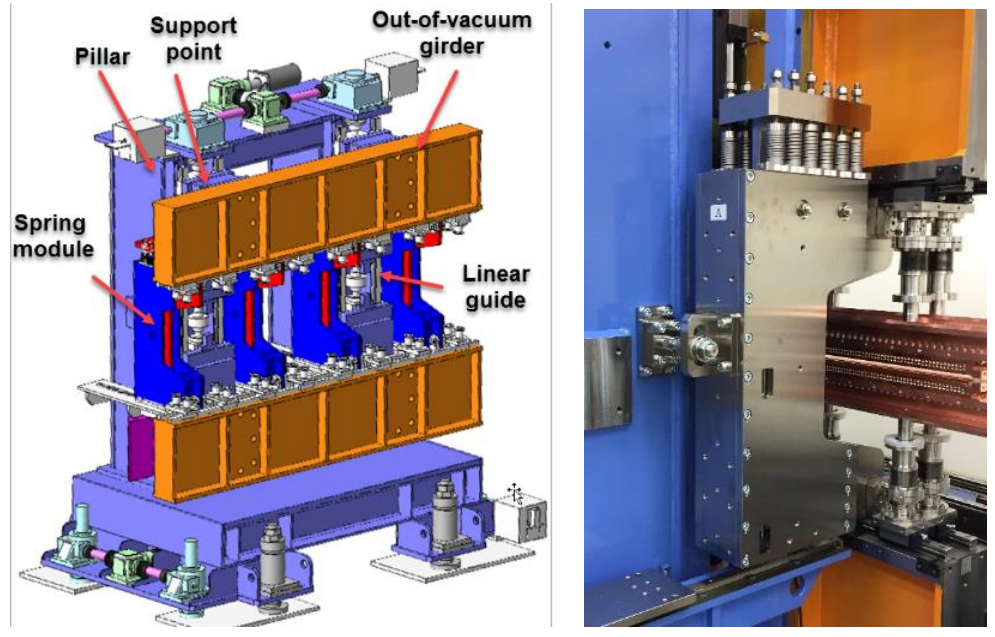 Pillar
Support
point
Out-of-vacuum
girder
Spring
module
Linear
guide
A